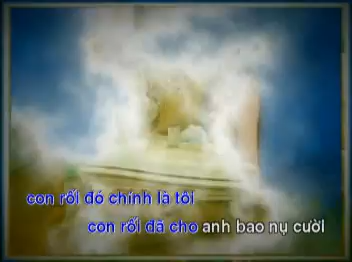 con rối đó chính là tôi
con rối đã cho anh bao nụ cười